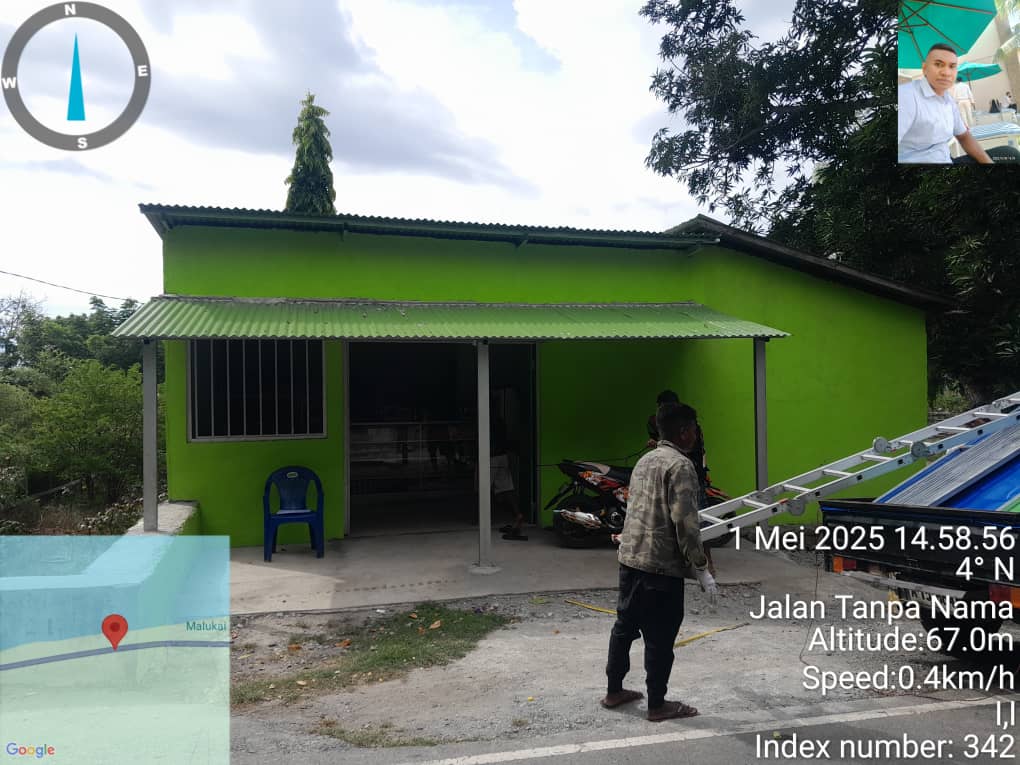 N
W
E
S
Malukai
Google
1 Mei 2025 14.58.56
4° N
Jalan Tanpa Nama
Altitude:67.0m
Speed:0.4km/h
I,I
Index number: 342